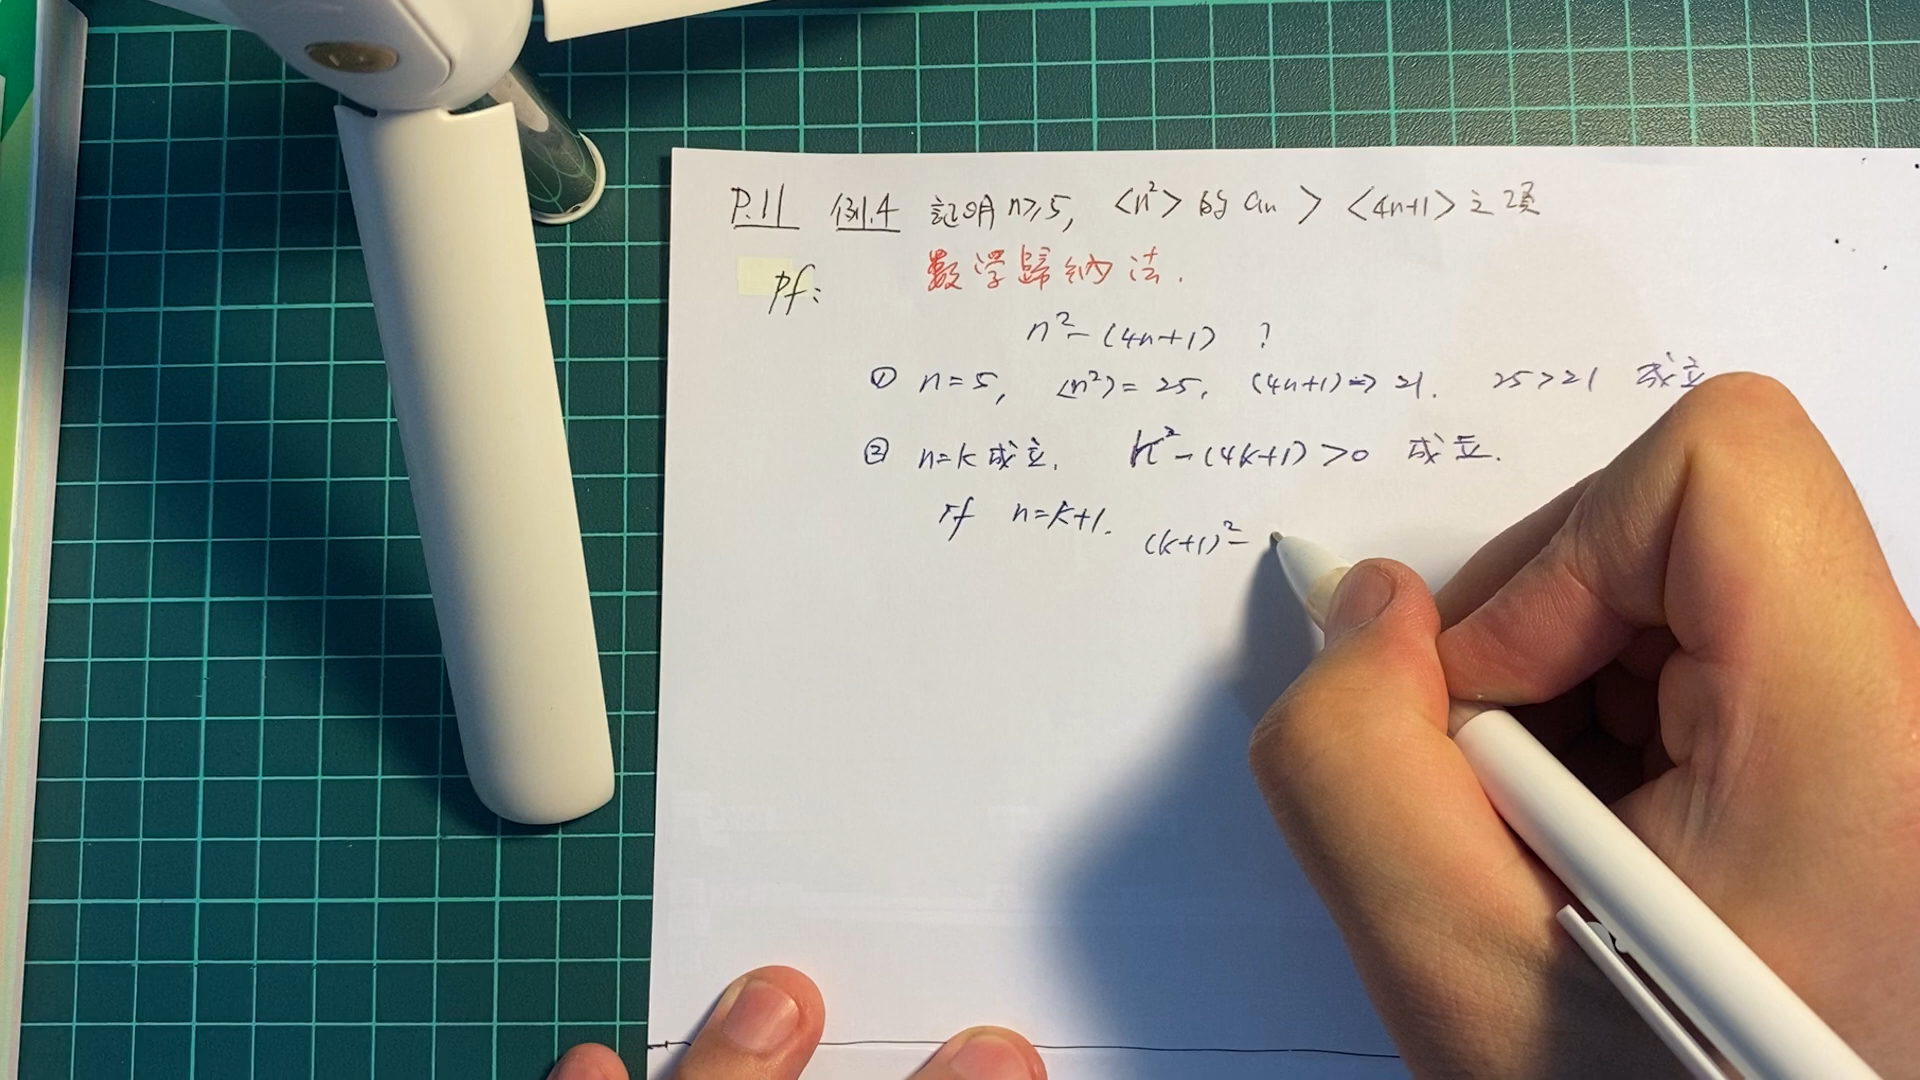 P.11 例.4 証明 n≥5, <n²> 的 an > <4n+1> 之項
數学歸納法.
pf:
n² - (4n+1) ?
① n=5, <n²> = 25, (4n+1) => 21. 25>21 成立
② n=k 成立. k² - (4k+1) >0 成立.
if n=k+1. (k+1)² -